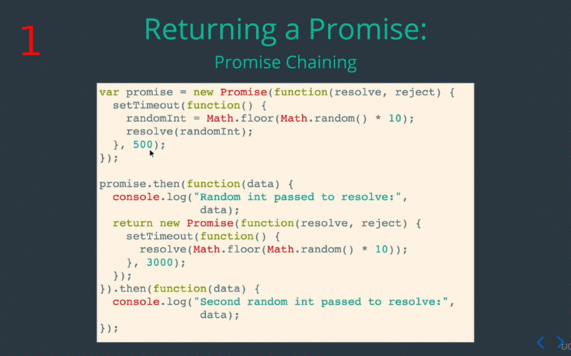 1
Returning a Promise:
Promise Chaining
var promise = new Promise(function(resolve, reject) {
  setTimeout(function() {
    randomInt = Math.floor(Math.random() * 10);
    resolve(randomInt);
  }, 500);
});

promise.then(function(data) {
  console.log("Random int passed to resolve:",
              data);
  return new Promise(function(resolve, reject) {
    setTimeout(function() {
      resolve(Math.floor(Math.random() * 10));
    }, 3000);
  });
}).then(function(data) {
  console.log("Second random int passed to resolve:",
              data);
});